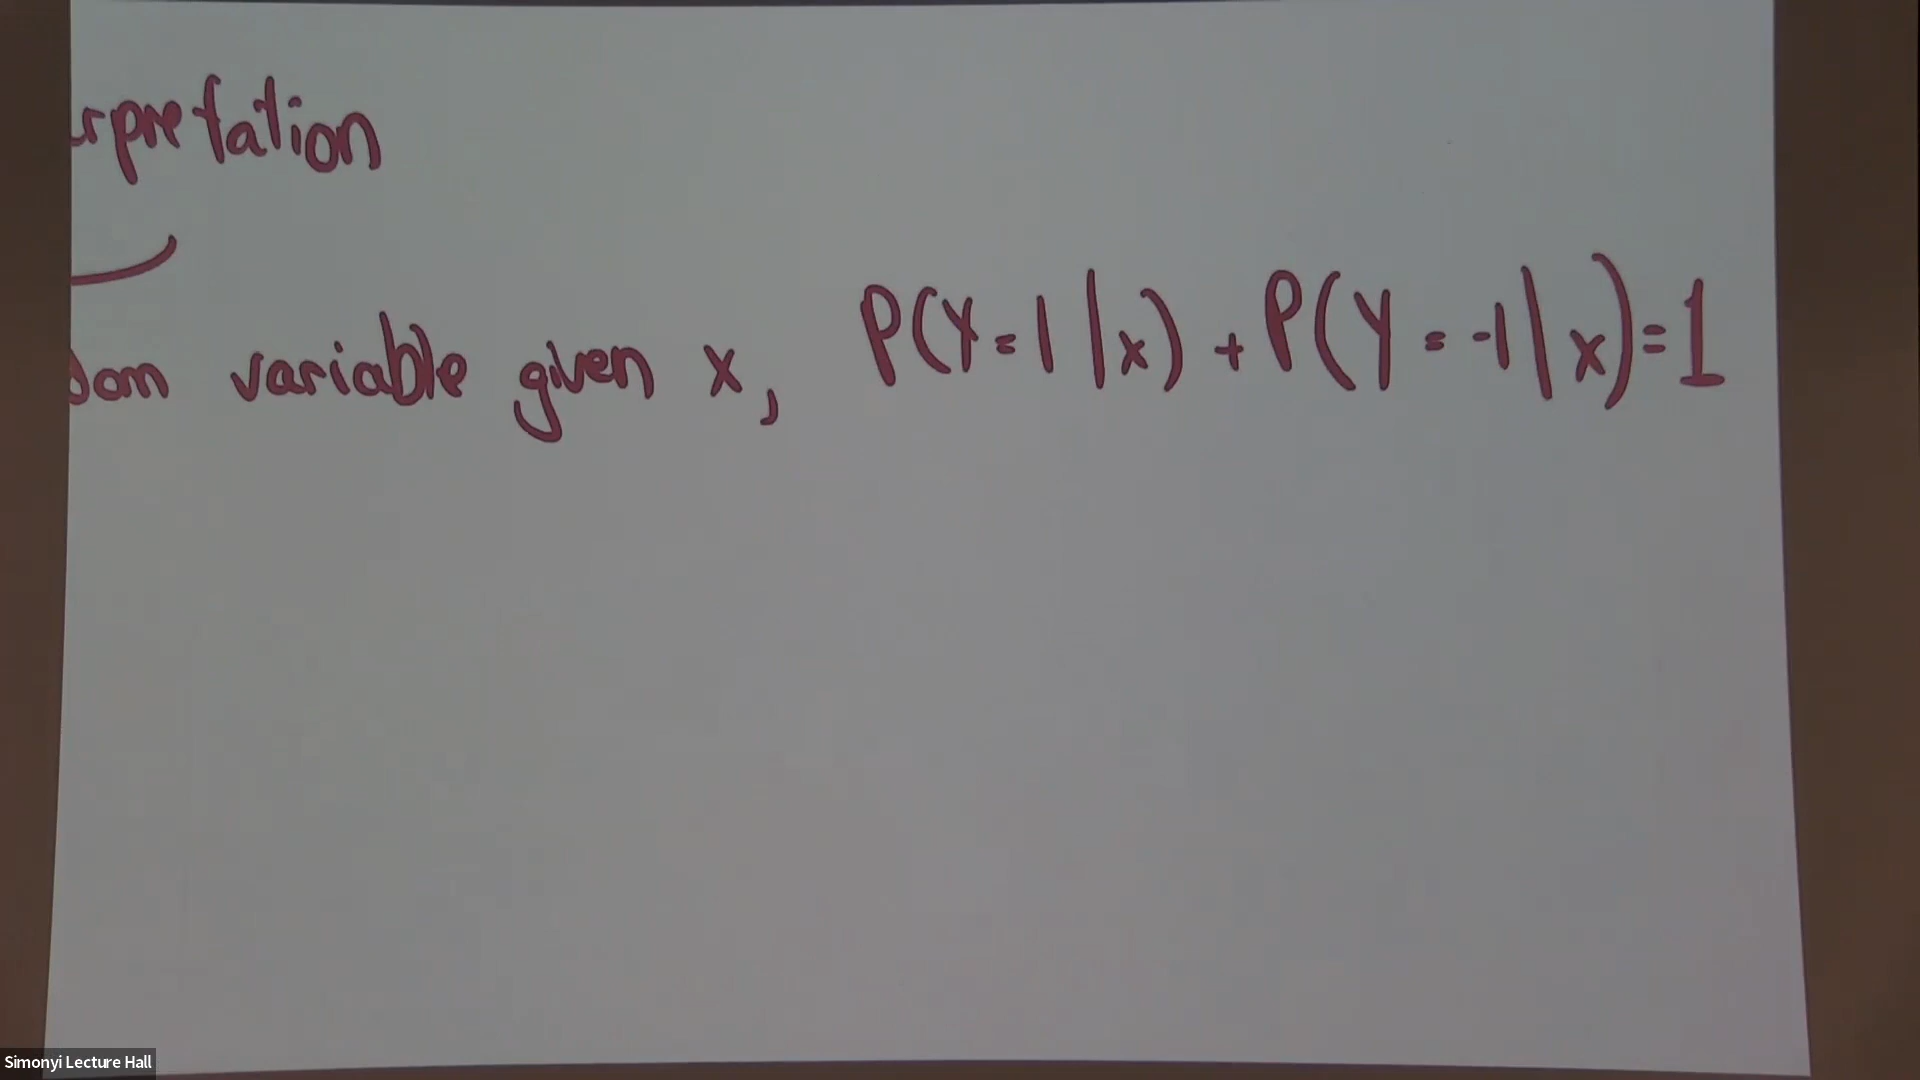 rpretation
dom variable given x, P(Y=1|x) + P(Y=-1|x)=1
Simonyi Lecture Hall